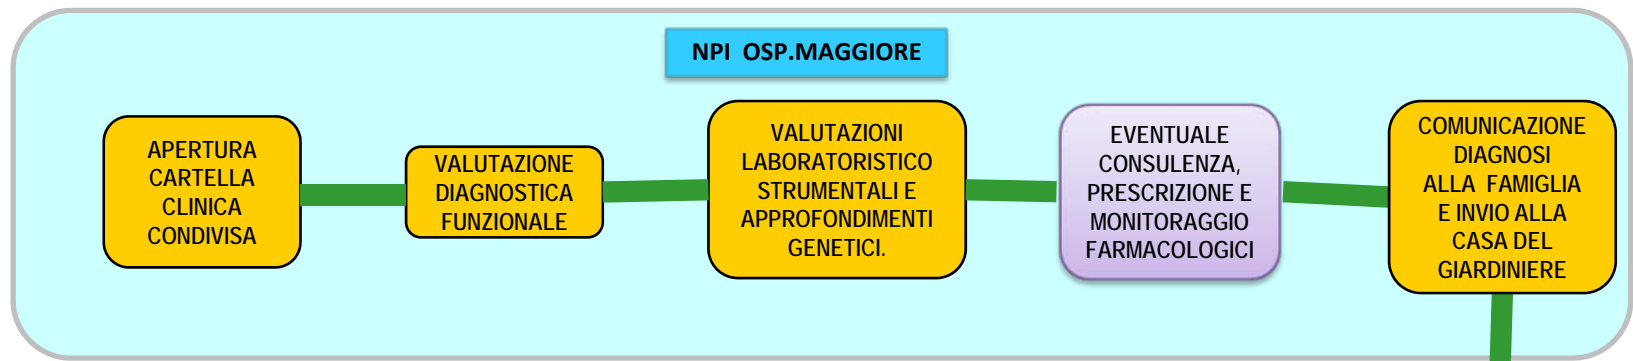 NPI OSP.MAGGIORE
APERTURA
CARTELLA
CLINICA
CONDIVISA
VALUTAZIONE
DIAGNOSTICA
FUNZIONALE
VALUTAZIONI
LABORATORISTICO
STRUMENTALI E
APPROFONDIMENTI
GENETICI.
EVENTUALE
CONSULENZA,
PRESCRIZIONE E
MONITORAGGIO
FARMACOLOGICI
COMUNICAZIONE
DIAGNOSI
ALLA FAMIGLIA
E INVIO ALLA
CASA DEL
GIARDINIERE